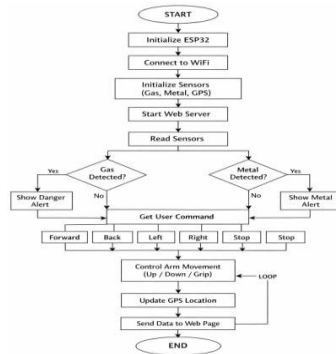 START
Initialize ESP32
Connect to WiFi
Initialize Sensors
(Gas, Metal, GPS)
Start Web Server
Read Sensors
Gas
Detected?
Metal
Detected?
Yes
No
No
Yes
Show Danger
Alert
Show Metal
Alert
Get User Command
Forward
Back
Left
Right
Stop
Stop
Control Arm Movement
(Up / Down / Grip)
LOOP
Update GPS Location
Send Data to Web Page
END